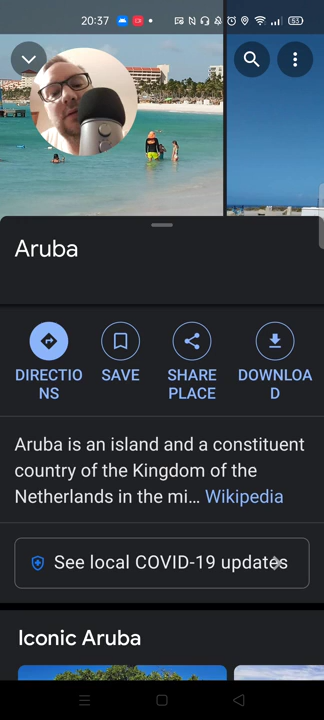 20:37
53
Aruba
DIRECTIO
NS
SAVE
SHARE
PLACE
DOWNLOA
D
Aruba is an island and a constituent
country of the Kingdom of the
Netherlands in the mi... Wikipedia
See local COVID-19 updates
Iconic Aruba